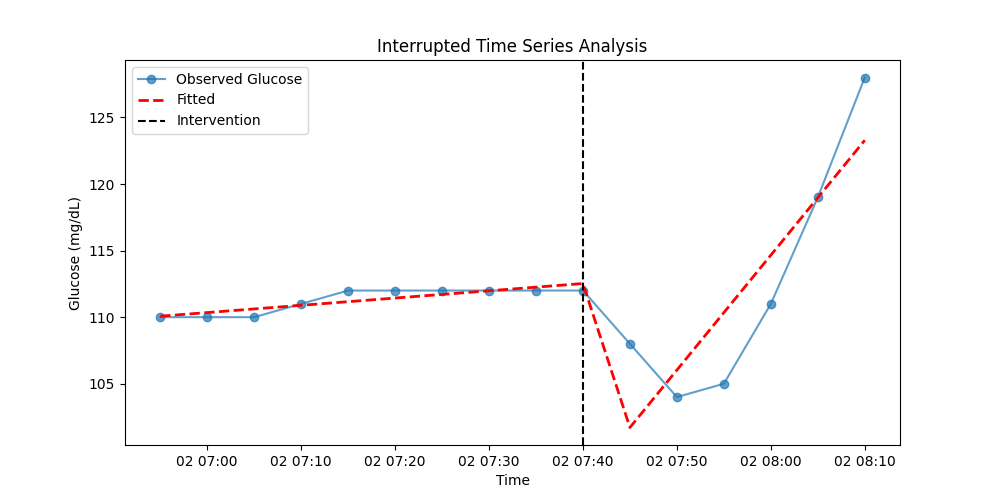 Interrupted Time Series Analysis
Observed Glucose
Fitted
Intervention
Glucose (mg/dL)
125
120
115
110
105
02 07:00 02 07:10 02 07:20 02 07:30 02 07:40 02 07:50 02 08:00 02 08:10
Time